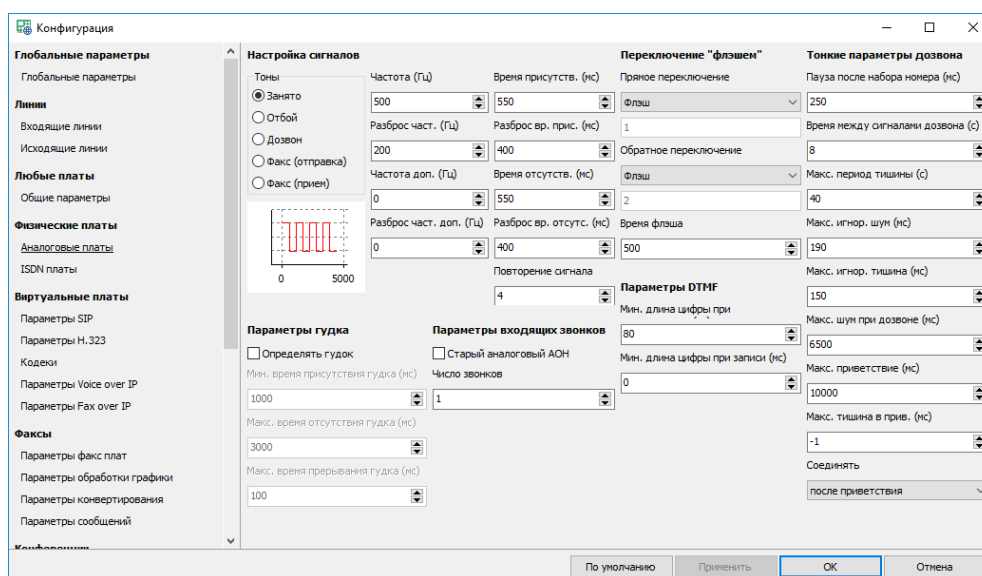 Конфигурация
Глобальные параметры
Глобальные параметры
Линии
Входящие линии
Исходящие линии
Любые платы
Общие параметры
Физические платы
Аналоговые платы
ISDN платы
Виртуальные платы
Параметры SIP
Параметры H.323
Кодеки
Параметры Voice over IP
Параметры Fax over IP
Факсы
Параметры факс плат
Параметры обработки графики
Параметры конвертирования
Параметры сообщений
Конференции
Настройка сигналов
Тоны
Занято
Отбой
Дозвон
Факс (отправка)
Факс (прием)
0 5000
Частота (Гц)
500
Разброс част. (Гц)
200
Частота доп. (Гц)
0
Разброс част. доп. (Гц)
0
Время присутств. (мс)
550
Разброс вр. прис. (мс)
400
Время отсутств. (мс)
550
Разброс вр. отсутс. (мс)
400
Повторение сигнала
4
Параметры гудка
Определять гудок
Мин. время присутствия гудка (мс)
1000
Макс. время отсутствия гудка (мс)
3000
Макс. время прерывания гудка (мс)
100
Параметры входящих звонков
Старый аналоговый АОН
Число звонков
1
Переключение "флэшем"
Прямое переключение
Флэш
1
Обратное переключение
Флэш
2
Время флэша
500
Параметры DTMF
Мин. длина цифры при
80
Мин. длина цифры при записи (мс)
0
Тонкие параметры дозвона
Пауза после набора номера (мс)
250
Время между сигналами дозвона (с)
8
Макс. период тишины (с)
40
Макс. игнор. шум (мс)
190
Макс. игнор. тишина (мс)
150
Макс. шум при дозвоне (мс)
6500
Макс. приветствие (мс)
10000
Макс. тишина в прив. (мс)
-1
Соединять
после приветствия
По умолчанию
Применить
OK
Отмена